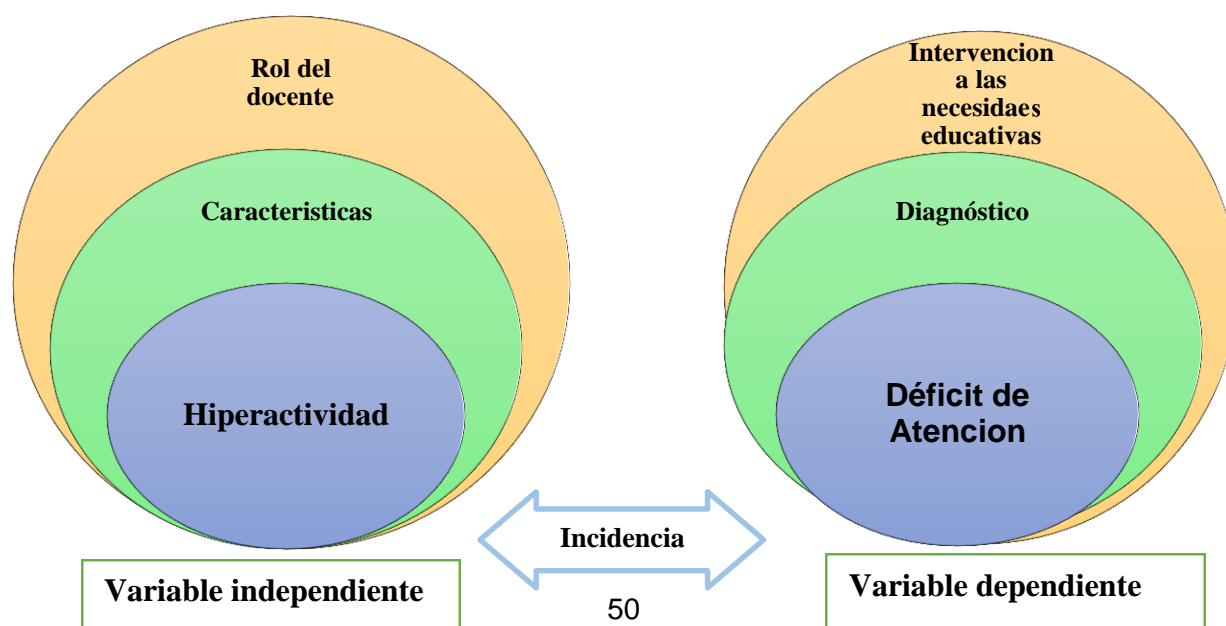 Rol del
docente
Caracteristicas
Hiperactividad
Intervencion
a las
necesidaes
educativas
Diagnóstico
Déficit de
Atencion
Incidencia
Variable independiente
Variable dependiente
50